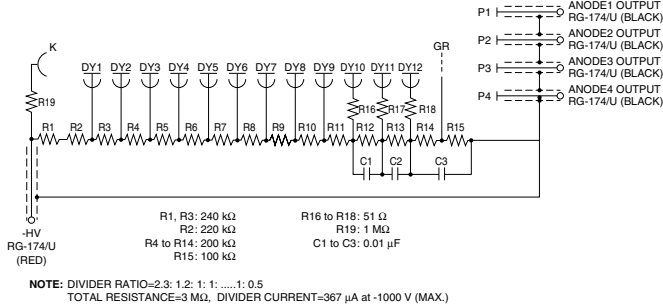 ANODE1 OUTPUT
P1
RG-174/U (BLACK)
ANODE2 OUTPUT
P2
RG-174/U (BLACK)
ANODE3 OUTPUT
P3
RG-174/U (BLACK)
ANODE4 OUTPUT
P4
RG-174/U (BLACK)
K
GR
DY1 DY2 DY3 DY4 DY5 DY6 DY7 DY8 DY9 DY10 DY11 DY12
R19
R16 R17 R18
R1 R2 R3 R4 R5 R6 R7 R8 R9 R10 R11 R12 R13 R14 R15
C1 C2 C3
-HV
RG-174/U
(RED)
R1, R3: 240 kΩ
R2: 220 kΩ
R4 to R14: 200 kΩ
R15: 100 kΩ
R16 to R18: 51 Ω
R19: 1 MΩ
C1 to C3: 0.01 µF
NOTE: DIVIDER RATIO=2.3: 1.2: 1: 1: .....1: 0.5
TOTAL RESISTANCE=3 MΩ, DIVIDER CURRENT=367 µA at -1000 V (MAX.)